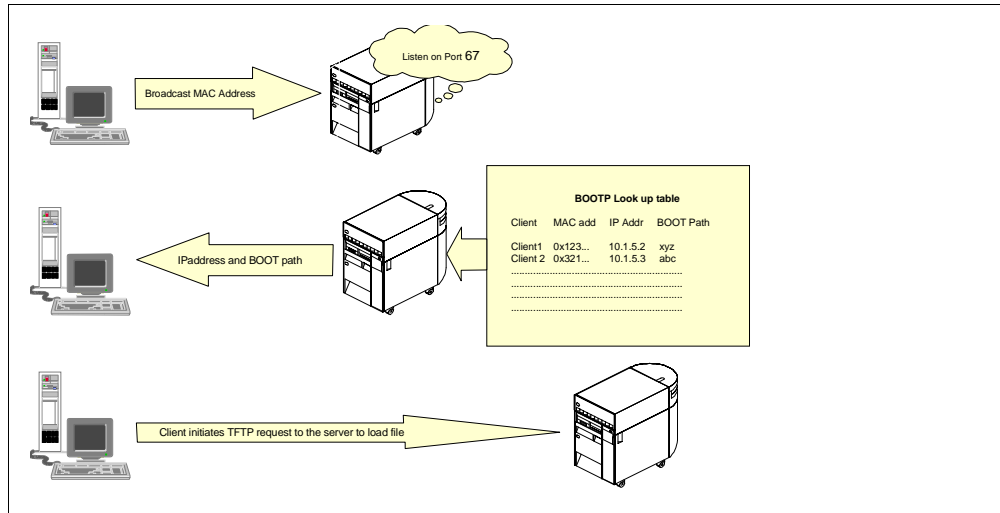 Listen on Port 67
Broadcast MAC Address
BOOTP Look up table
Client MAC add IP Addr BOOT Path
Client1 0x123... 10.1.5.2 xyz
Client 2 0x321... 10.1.5.3 abc
IPaddress and BOOT path
Client initiates TFTP request to the server to load file